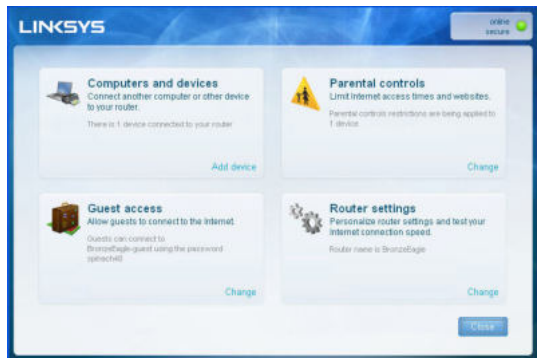 LINKSYS
online
secure
Computers and devices
Connect another computer or other device
to your router.
There is 1 device connected to your router
Add device
Parental controls
Limit Internet access times and websites.
Parental controls restrictions are being applied to
1 device
Change
Guest access
Allow guests to connect to the Internet.
Guests can connect to
BronzeEagle-guest using the password
spinach48
Change
Router settings
Personalize router settings and test your
Internet connection speed.
Router name is BronzeEagle
Change
Close